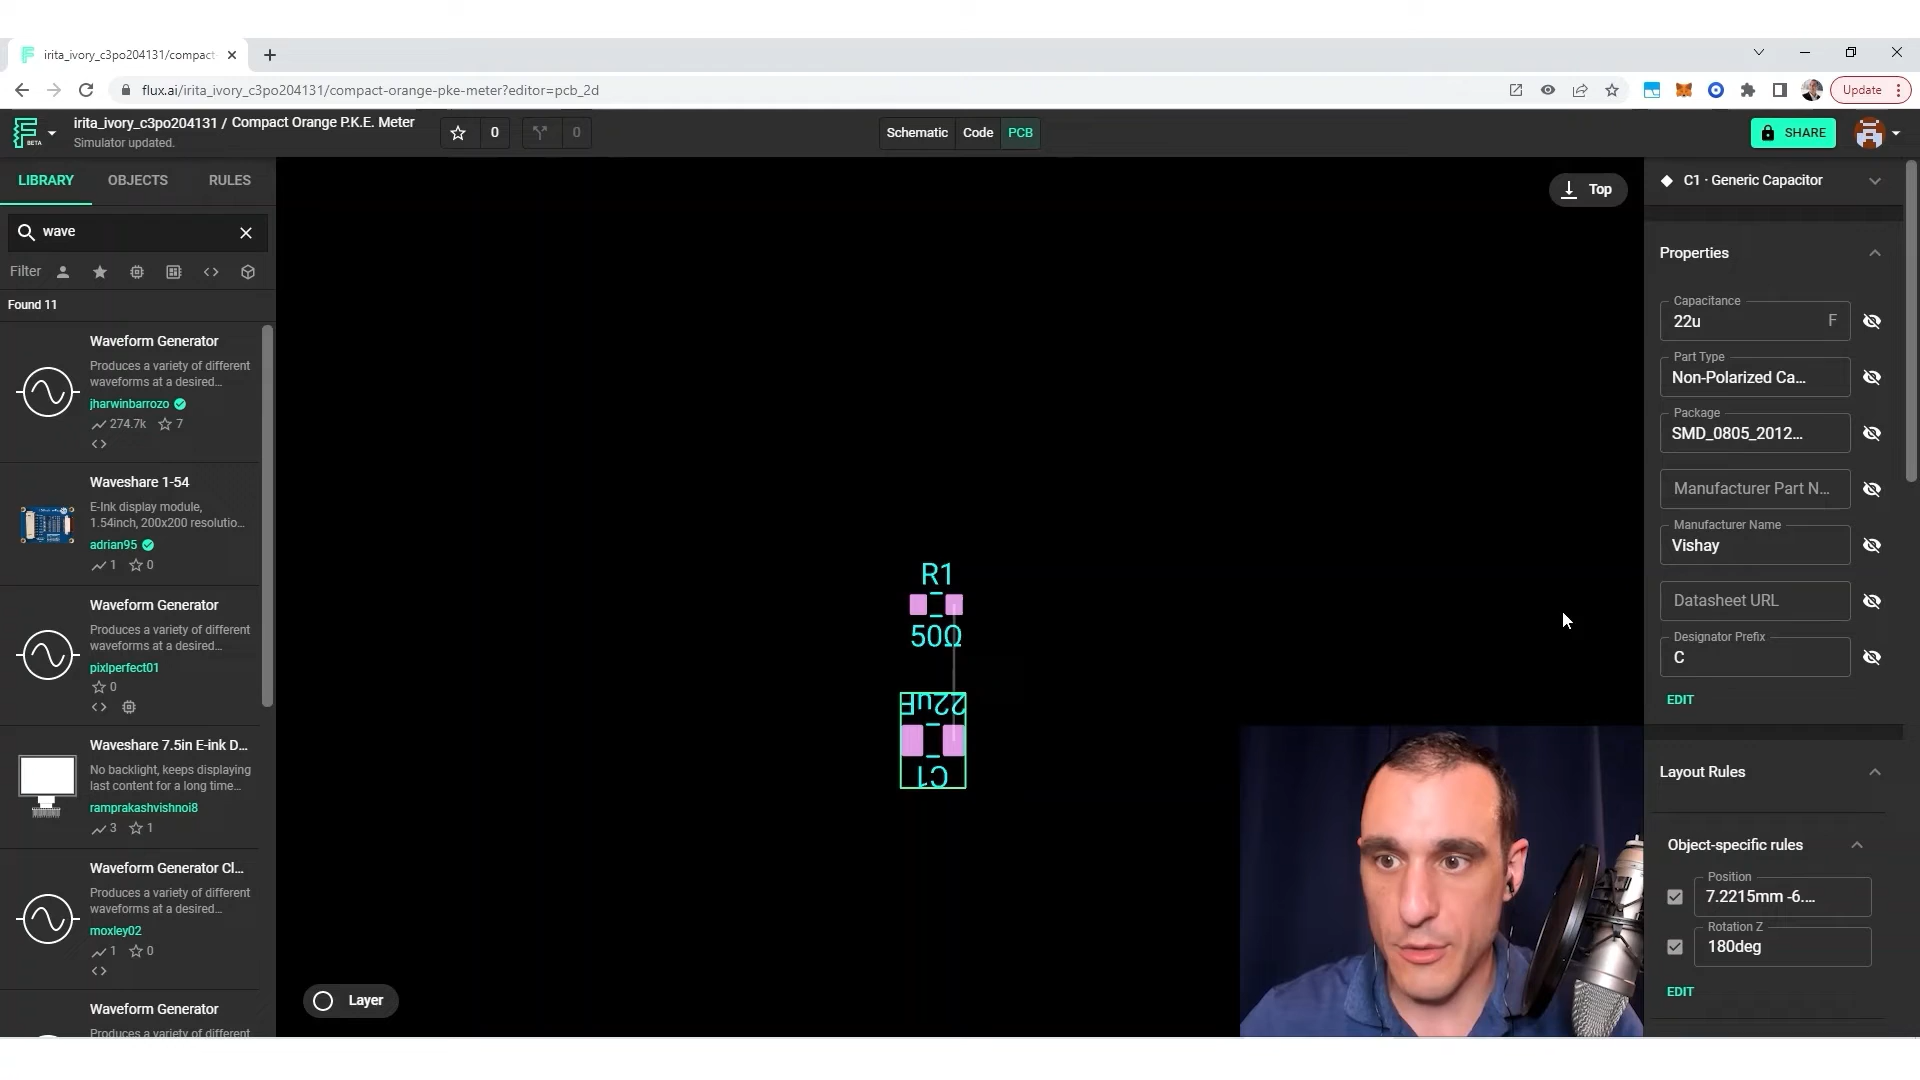 irita_ivory_c3po204131/compact-
flux.ai/irita_ivory_c3po204131/compact-orange-pke-meter?editor=pcb_2d
Update
BETA
irita_ivory_c3po204131 / Compact Orange P.K.E. Meter
Simulator updated.
0
0
Schematic
Code
PCB
SHARE
LIBRARY
OBJECTS
RULES
wave
Filter
Found 11
Waveform Generator
Produces a variety of different
waveforms at a desired...
jharwinbarrozo
274.7k
7
Waveshare 1-54
E-Ink display module,
1.54inch, 200x200 resolutio...
adrian95
1
0
Waveform Generator
Produces a variety of different
waveforms at a desired...
pixlperfect01
0
Waveshare 7.5in E-ink D...
No backlight, keeps displaying
last content for a long time...
ramprakashvishnoi8
3
1
Waveform Generator Cl...
Produces a variety of different
waveforms at a desired...
moxley02
1
0
Waveform Generator
Produces a variety of different
Top
R1
50Ω
22uF
C1
Layer
C1 · Generic Capacitor
Properties
Capacitance
22u
F
Part Type
Non-Polarized Ca...
Package
SMD_0805_2012...
Manufacturer Part N...
Manufacturer Name
Vishay
Datasheet URL
Designator Prefix
C
EDIT
Layout Rules
Object-specific rules
Position
7.2215mm -6....
Rotation Z
180deg
EDIT